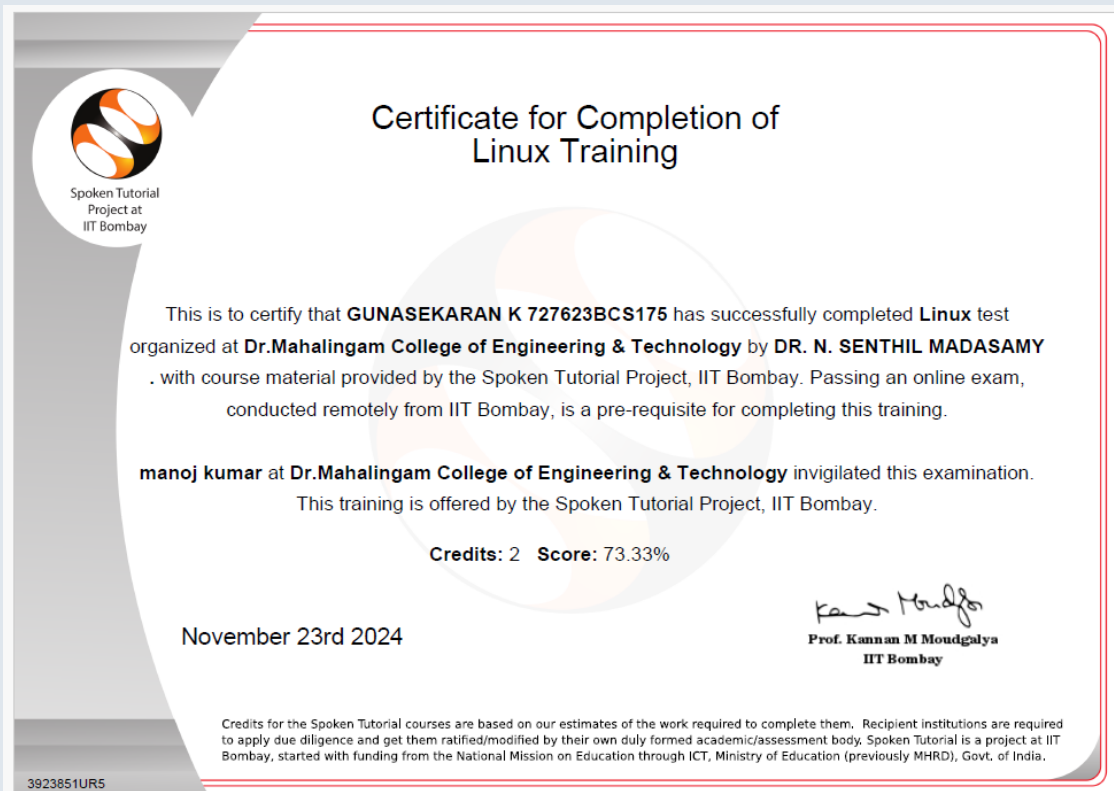 Spoken Tutorial
Project at
IIT Bombay
Certificate for Completion of
Linux Training
This is to certify that GUNASEKARAN K 727623BCS175 has successfully completed Linux test
organized at Dr.Mahalingam College of Engineering & Technology by DR. N. SENTHIL MADASAMY
. with course material provided by the Spoken Tutorial Project, IIT Bombay. Passing an online exam,
conducted remotely from IIT Bombay, is a pre-requisite for completing this training.
manoj kumar at Dr.Mahalingam College of Engineering & Technology invigilated this examination.
This training is offered by the Spoken Tutorial Project, IIT Bombay.
Credits: 2 Score: 73.33%
November 23rd 2024
Prof. Kannan M Moudgalya
IIT Bombay
Credits for the Spoken Tutorial courses are based on our estimates of the work required to complete them. Recipient institutions are required
to apply due diligence and get them ratified/modified by their own duly formed academic/assessment body. Spoken Tutorial is a project at IIT
Bombay, started with funding from the National Mission on Education through ICT, Ministry of Education (previously MHRD), Govt. of India.
3923851UR5